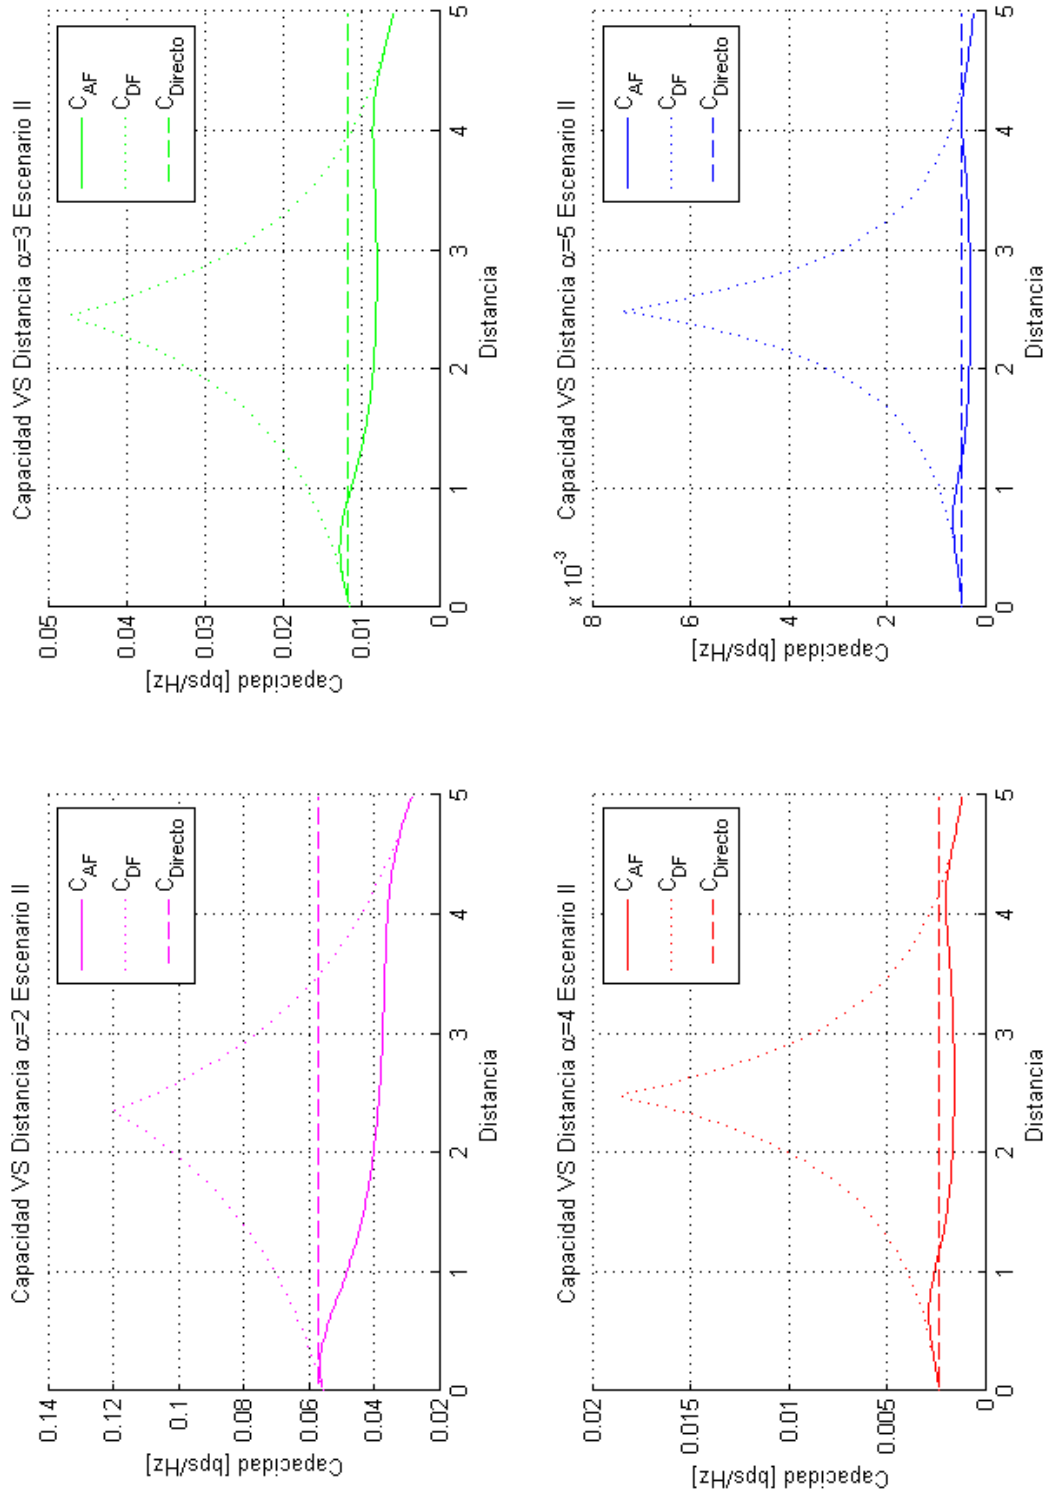 Capacidad VS Distancia α=2 Escenario II
0.14
0.12
0.1
0.08
0.06
0.04
0.02
Capacidad [bps/Hz]
0 1 2 3 4 5
Distancia
C_AF
C_DF
C_Directo
Capacidad VS Distancia α=3 Escenario II
0.05
0.04
0.03
0.02
0.01
0
Capacidad [bps/Hz]
0 1 2 3 4 5
Distancia
C_AF
C_DF
C_Directo
Capacidad VS Distancia α=4 Escenario II
0.02
0.015
0.01
0.005
0
Capacidad [bps/Hz]
0 1 2 3 4 5
Distancia
C_AF
C_DF
C_Directo
x 10^-3
Capacidad VS Distancia α=5 Escenario II
8
6
4
2
0
Capacidad [bps/Hz]
0 1 2 3 4 5
Distancia
C_AF
C_DF
C_Directo